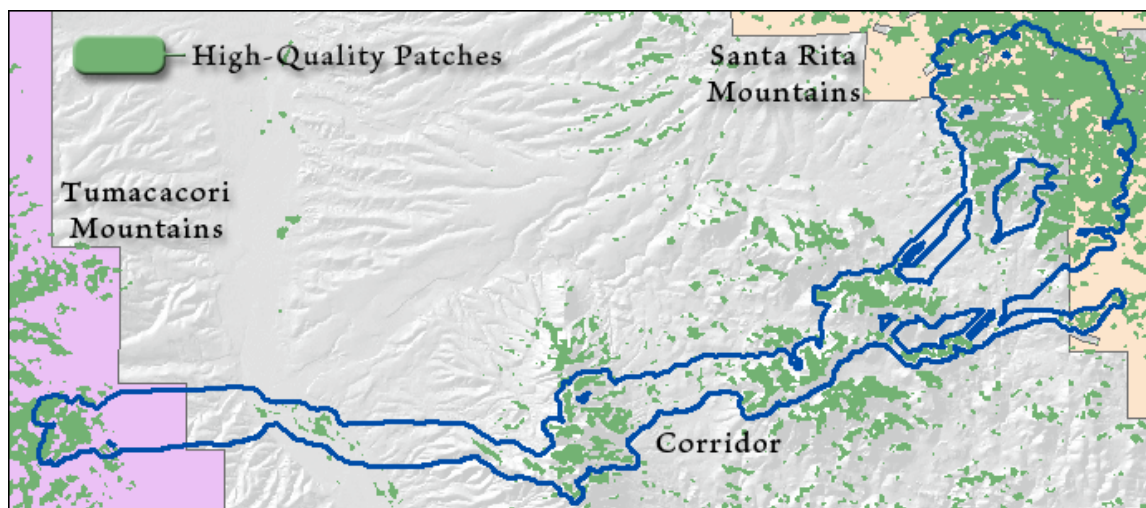 High-Quality Patches
Santa Rita
Mountains
Tumacacori
Mountains
Corridor